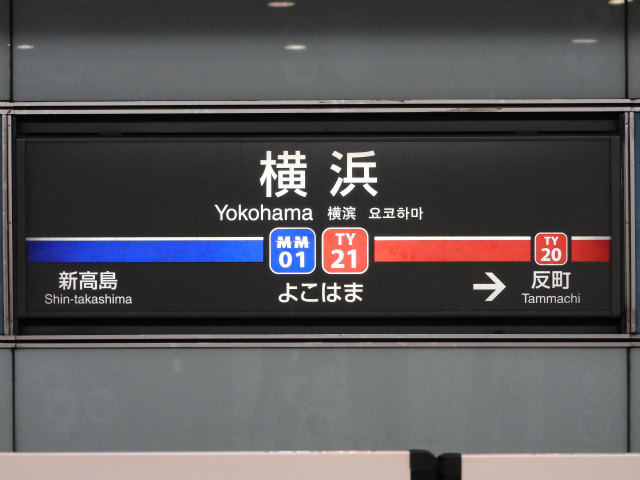 横浜
Yokohama 横滨 요코하마
MM
01
TY
21
TY
20
よこはま
新高島
Shin-takashima
→
反町
Tammachi